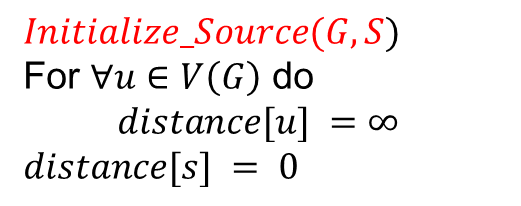 Initialize_Source(G,S)
For ∀u ∈ V(G) do
distance[u] = ∞
distance[s] = 0